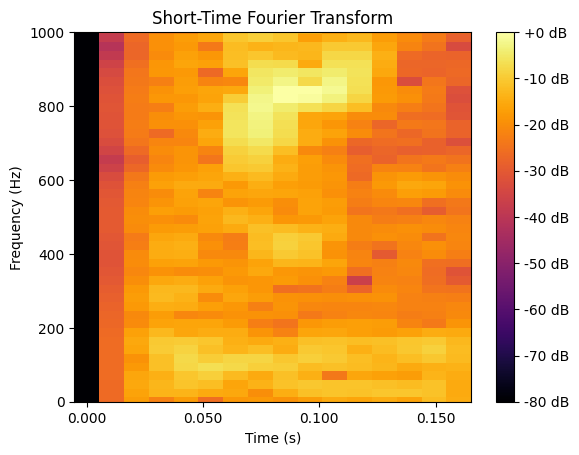 Short-Time Fourier Transform
Frequency (Hz)
1000
800
600
400
200
0
0.000
0.050
0.100
0.150
Time (s)
+0 dB
-10 dB
-20 dB
-30 dB
-40 dB
-50 dB
-60 dB
-70 dB
-80 dB